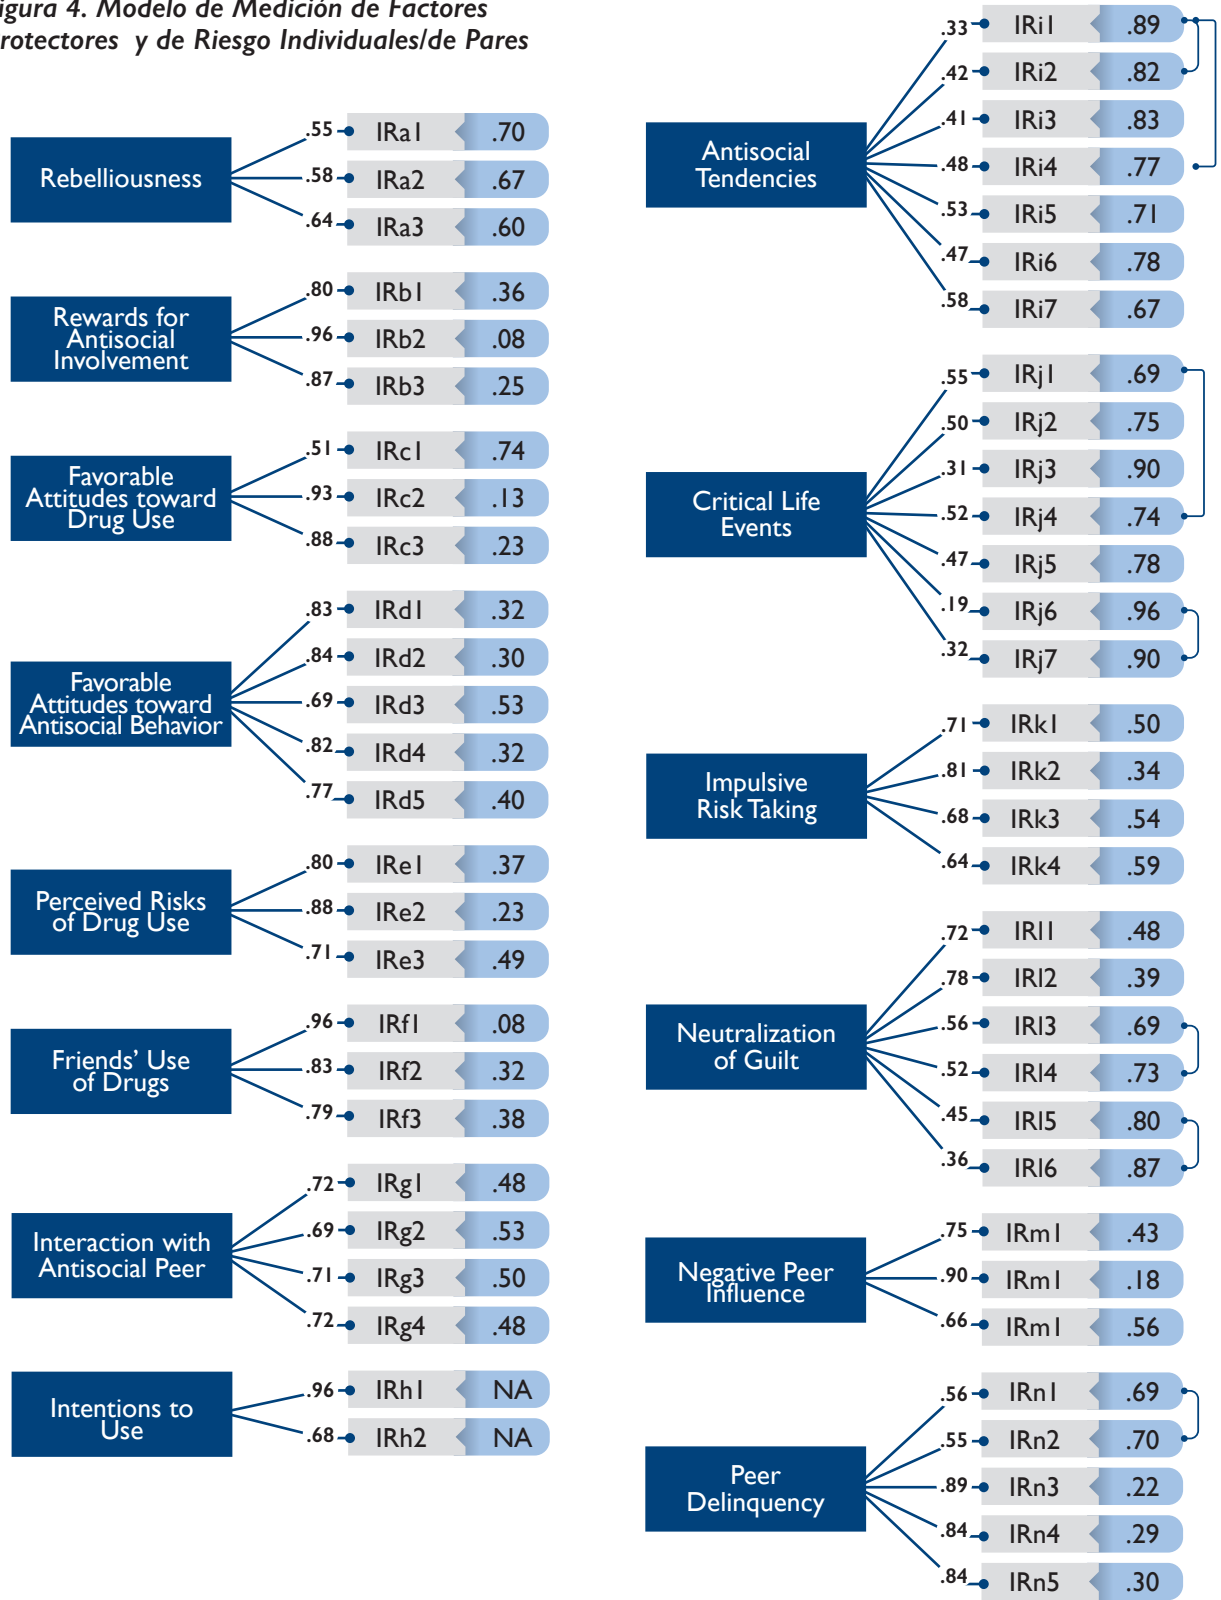 igura 4. Modelo de Medición de Factores
rotectores y de Riesgo Individuales/de Pares
Rebelliousness
.55 IRa1 .70
.58 IRa2 .67
.64 IRa3 .60
Rewards for
Antisocial
Involvement
.80 IRb1 .36
.96 IRb2 .08
.87 IRb3 .25
Favorable
Attitudes toward
Drug Use
.51 IRc1 .74
.93 IRc2 .13
.88 IRc3 .23
Favorable
Attitudes toward
Antisocial Behavior
.83 IRd1 .32
.84 IRd2 .30
.69 IRd3 .53
.82 IRd4 .32
.77 IRd5 .40
Perceived Risks
of Drug Use
.80 IRe1 .37
.88 IRe2 .23
.71 IRe3 .49
Friends’ Use
of Drugs
.96 IRf1 .08
.83 IRf2 .32
.79 IRf3 .38
Interaction with
Antisocial Peer
.72 IRg1 .48
.69 IRg2 .53
.71 IRg3 .50
.72 IRg4 .48
Intentions to
Use
.96 IRh1 NA
.68 IRh2 NA
Antisocial
Tendencies
.33 IRi1 .89
.42 IRi2 .82
.41 IRi3 .83
.48 IRi4 .77
.53 IRi5 .71
.47 IRi6 .78
.58 IRi7 .67
Critical Life
Events
.55 IRj1 .69
.50 IRj2 .75
.31 IRj3 .90
.52 IRj4 .74
.47 IRj5 .78
.19 IRj6 .96
.32 IRj7 .90
Impulsive
Risk Taking
.71 IRk1 .50
.81 IRk2 .34
.68 IRk3 .54
.64 IRk4 .59
Neutralization
of Guilt
.72 IRl1 .48
.78 IRl2 .39
.56 IRl3 .69
.52 IRl4 .73
.45 IRl5 .80
.36 IRl6 .87
Negative Peer
Influence
.75 IRm1 .43
.90 IRm1 .18
.66 IRm1 .56
Peer
Delinquency
.56 IRn1 .69
.55 IRn2 .70
.89 IRn3 .22
.84 IRn4 .29
.84 IRn5 .30